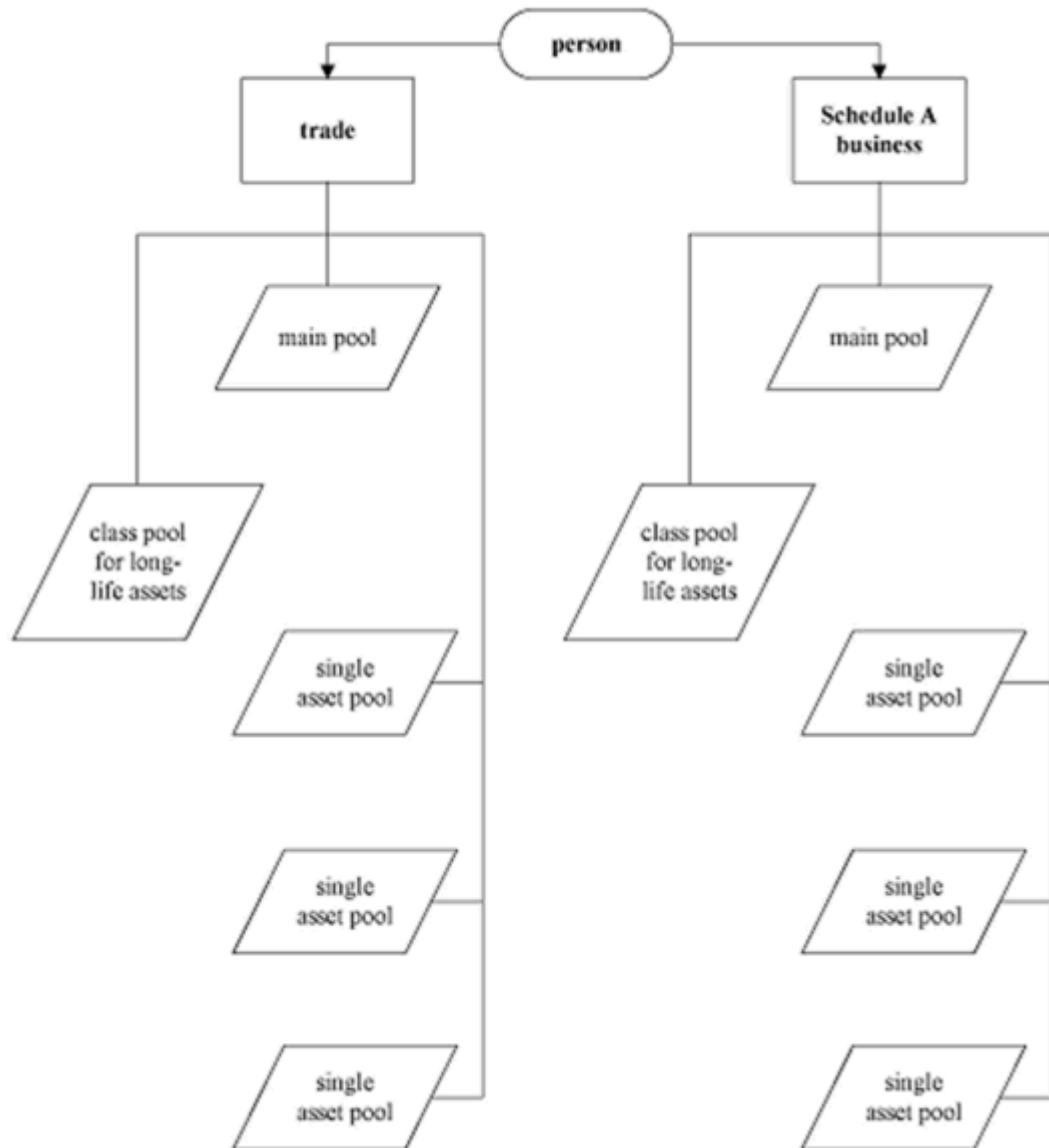 person
trade
Schedule A
business
main pool
main pool
class pool
for long-
life assets
class pool
for long-
life assets
single
asset pool
single
asset pool
single
asset pool
single
asset pool
single
asset pool
single
asset pool